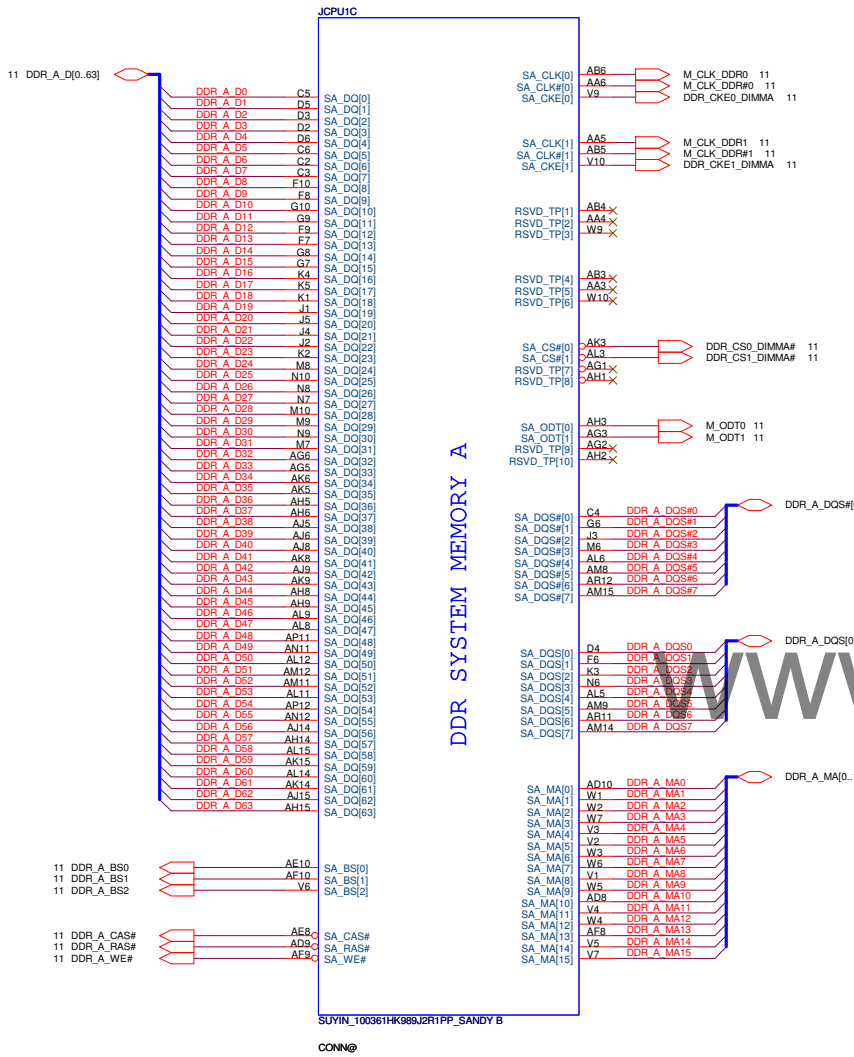 JCPU1C
11 DDR_A_D[0..63]
DDR_A_D0 C5 SA_DQ[0]
DDR_A_D1 D5 SA_DQ[1]
DDR_A_D2 D3 SA_DQ[2]
DDR_A_D3 D2 SA_DQ[3]
DDR_A_D4 D6 SA_DQ[4]
DDR_A_D5 C6 SA_DQ[5]
DDR_A_D6 C2 SA_DQ[6]
DDR_A_D7 C3 SA_DQ[7]
DDR_A_D8 F10 SA_DQ[8]
DDR_A_D9 F8 SA_DQ[9]
DDR_A_D10 G10 SA_DQ[10]
DDR_A_D11 G9 SA_DQ[11]
DDR_A_D12 F9 SA_DQ[12]
DDR_A_D13 F7 SA_DQ[13]
DDR_A_D14 G8 SA_DQ[14]
DDR_A_D15 G7 SA_DQ[15]
DDR_A_D16 K4 SA_DQ[16]
DDR_A_D17 K5 SA_DQ[17]
DDR_A_D18 K1 SA_DQ[18]
DDR_A_D19 J1 SA_DQ[19]
DDR_A_D20 J5 SA_DQ[20]
DDR_A_D21 J4 SA_DQ[21]
DDR_A_D22 J2 SA_DQ[22]
DDR_A_D23 K2 SA_DQ[23]
DDR_A_D24 M8 SA_DQ[24]
DDR_A_D25 N10 SA_DQ[25]
DDR_A_D26 N8 SA_DQ[26]
DDR_A_D27 N7 SA_DQ[27]
DDR_A_D28 M10 SA_DQ[28]
DDR_A_D29 M9 SA_DQ[29]
DDR_A_D30 N9 SA_DQ[30]
DDR_A_D31 M7 SA_DQ[31]
DDR_A_D32 AG6 SA_DQ[32]
DDR_A_D33 AG5 SA_DQ[33]
DDR_A_D34 AK6 SA_DQ[34]
DDR_A_D35 AK5 SA_DQ[35]
DDR_A_D36 AH5 SA_DQ[36]
DDR_A_D37 AH6 SA_DQ[37]
DDR_A_D38 AJ5 SA_DQ[38]
DDR_A_D39 AJ6 SA_DQ[39]
DDR_A_D40 AJ8 SA_DQ[40]
DDR_A_D41 AK8 SA_DQ[41]
DDR_A_D42 AJ9 SA_DQ[42]
DDR_A_D43 AK9 SA_DQ[43]
DDR_A_D44 AH8 SA_DQ[44]
DDR_A_D45 AH9 SA_DQ[45]
DDR_A_D46 AL9 SA_DQ[46]
DDR_A_D47 AL8 SA_DQ[47]
DDR_A_D48 AP11 SA_DQ[48]
DDR_A_D49 AN11 SA_DQ[49]
DDR_A_D50 AL12 SA_DQ[50]
DDR_A_D51 AM12 SA_DQ[51]
DDR_A_D52 AM11 SA_DQ[52]
DDR_A_D53 AL11 SA_DQ[53]
DDR_A_D54 AP12 SA_DQ[54]
DDR_A_D55 AN12 SA_DQ[55]
DDR_A_D56 AJ14 SA_DQ[56]
DDR_A_D57 AH14 SA_DQ[57]
DDR_A_D58 AL15 SA_DQ[58]
DDR_A_D59 AK15 SA_DQ[59]
DDR_A_D60 AL14 SA_DQ[60]
DDR_A_D61 AK14 SA_DQ[61]
DDR_A_D62 AJ15 SA_DQ[62]
DDR_A_D63 AH15 SA_DQ[63]
11 DDR_A_BS0 AE10 SA_BS[0]
11 DDR_A_BS1 AF10 SA_BS[1]
11 DDR_A_BS2 V6 SA_BS[2]
11 DDR_A_CAS# AE8 SA_CAS#
11 DDR_A_RAS# AD9 SA_RAS#
11 DDR_A_WE# AF9 SA_WE#
DDR SYSTEM MEMORY A
SA_CLK[0] AB6 M_CLK_DDR0 11
SA_CLK#[0] AA6 M_CLK_DDR#0 11
SA_CKE[0] V9 DDR_CKE0_DIMMA 11
SA_CLK[1] AA5 M_CLK_DDR1 11
SA_CLK#[1] AB5 M_CLK_DDR#1 11
SA_CKE[1] V10 DDR_CKE1_DIMMA 11
RSVD_TP[1] AB4
RSVD_TP[2] AA4
RSVD_TP[3] W9
RSVD_TP[4] AB3
RSVD_TP[5] AA3
RSVD_TP[6] W10
SA_CS#[0] AK3 DDR_CS0_DIMMA# 11
SA_CS#[1] AL3 DDR_CS1_DIMMA# 11
RSVD_TP[7] AG1
RSVD_TP[8] AH1
SA_ODT[0] AH3 M_ODT0 11
SA_ODT[1] AG3 M_ODT1 11
RSVD_TP[9] AG2
RSVD_TP[10] AH2
DDR_A_DQS#[
SA_DQS#[0] C4 DDR_A_DQS#0
SA_DQS#[1] G6 DDR_A_DQS#1
SA_DQS#[2] J3 DDR_A_DQS#2
SA_DQS#[3] M6 DDR_A_DQS#3
SA_DQS#[4] AL6 DDR_A_DQS#4
SA_DQS#[5] AM8 DDR_A_DQS#5
SA_DQS#[6] AR12 DDR_A_DQS#6
SA_DQS#[7] AM15 DDR_A_DQS#7
DDR_A_DQS[0
SA_DQS[0] D4 DDR_A_DQS0
SA_DQS[1] F6 DDR_A_DQS1
SA_DQS[2] K3 DDR_A_DQS2
SA_DQS[3] N6 DDR_A_DQS3
SA_DQS[4] AL5 DDR_A_DQS4
SA_DQS[5] AM9 DDR_A_DQS5
SA_DQS[6] AR11 DDR_A_DQS6
SA_DQS[7] AM14 DDR_A_DQS7
DDR_A_MA[0..
SA_MA[0] AD10 DDR_A_MA0
SA_MA[1] W1 DDR_A_MA1
SA_MA[2] W2 DDR_A_MA2
SA_MA[3] W7 DDR_A_MA3
SA_MA[4] V3 DDR_A_MA4
SA_MA[5] V2 DDR_A_MA5
SA_MA[6] W3 DDR_A_MA6
SA_MA[7] W6 DDR_A_MA7
SA_MA[8] V1 DDR_A_MA8
SA_MA[9] W5 DDR_A_MA9
SA_MA[10] AD8 DDR_A_MA10
SA_MA[11] V4 DDR_A_MA11
SA_MA[12] W4 DDR_A_MA12
SA_MA[13] AF8 DDR_A_MA13
SA_MA[14] V5 DDR_A_MA14
SA_MA[15] V7 DDR_A_MA15
SUYIN_100361HK989J2R1PP_SANDY B
CONN@